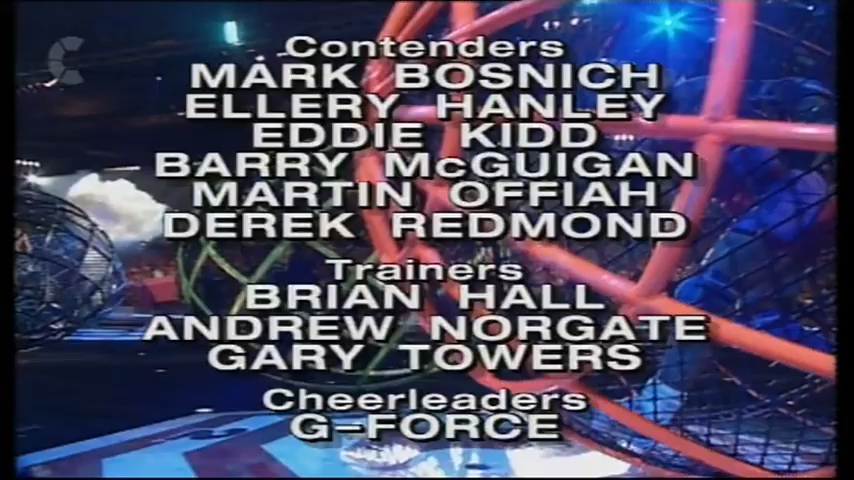 Contenders
MARK BOSNICH
ELLERY HANLEY
EDDIE KIDD
BARRY McGUIGAN
MARTIN OFFIAH
DEREK REDMOND
Trainers
BRIAN HALL
ANDREW NORGATE
GARY TOWERS
Cheerleaders
G-FORCE